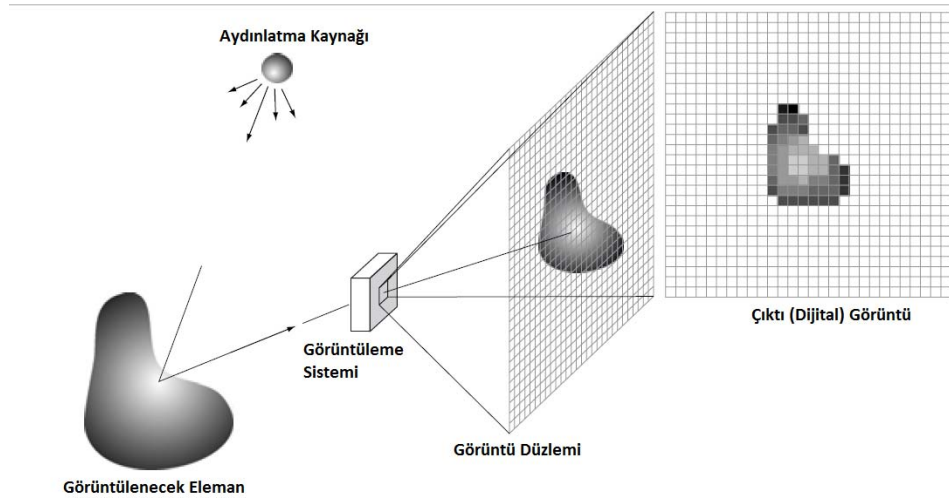 Aydınlatma Kaynağı
Çıktı (Dijital) Görüntü
Görüntüleme
Sistemi
Görüntü Düzlemi
Görüntülenecek Eleman